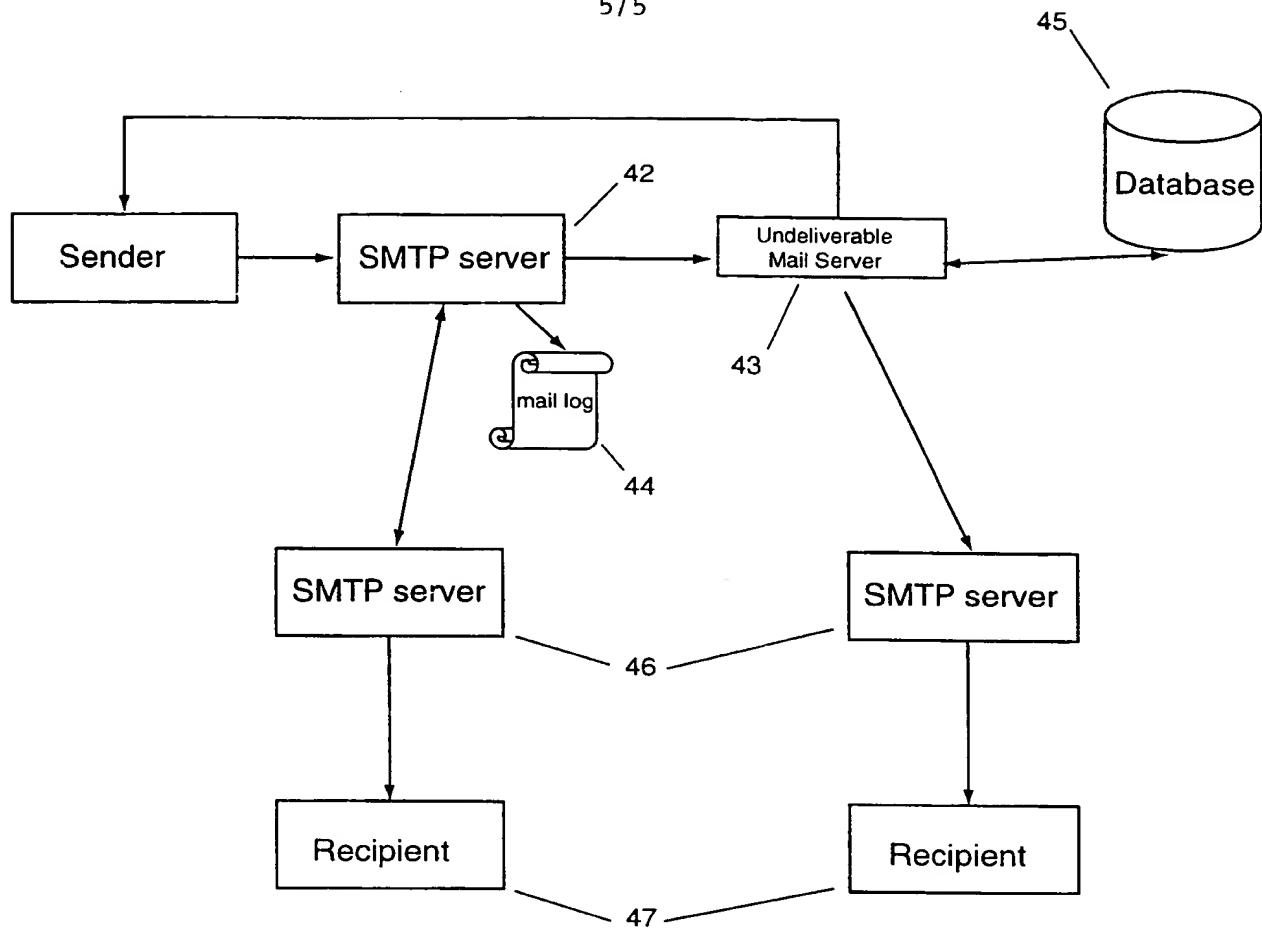 5/5
45
Database
42
Sender
SMTP server
Undeliverable
Mail Server
43
mail log
44
SMTP server
SMTP server
46
Recipient
Recipient
47